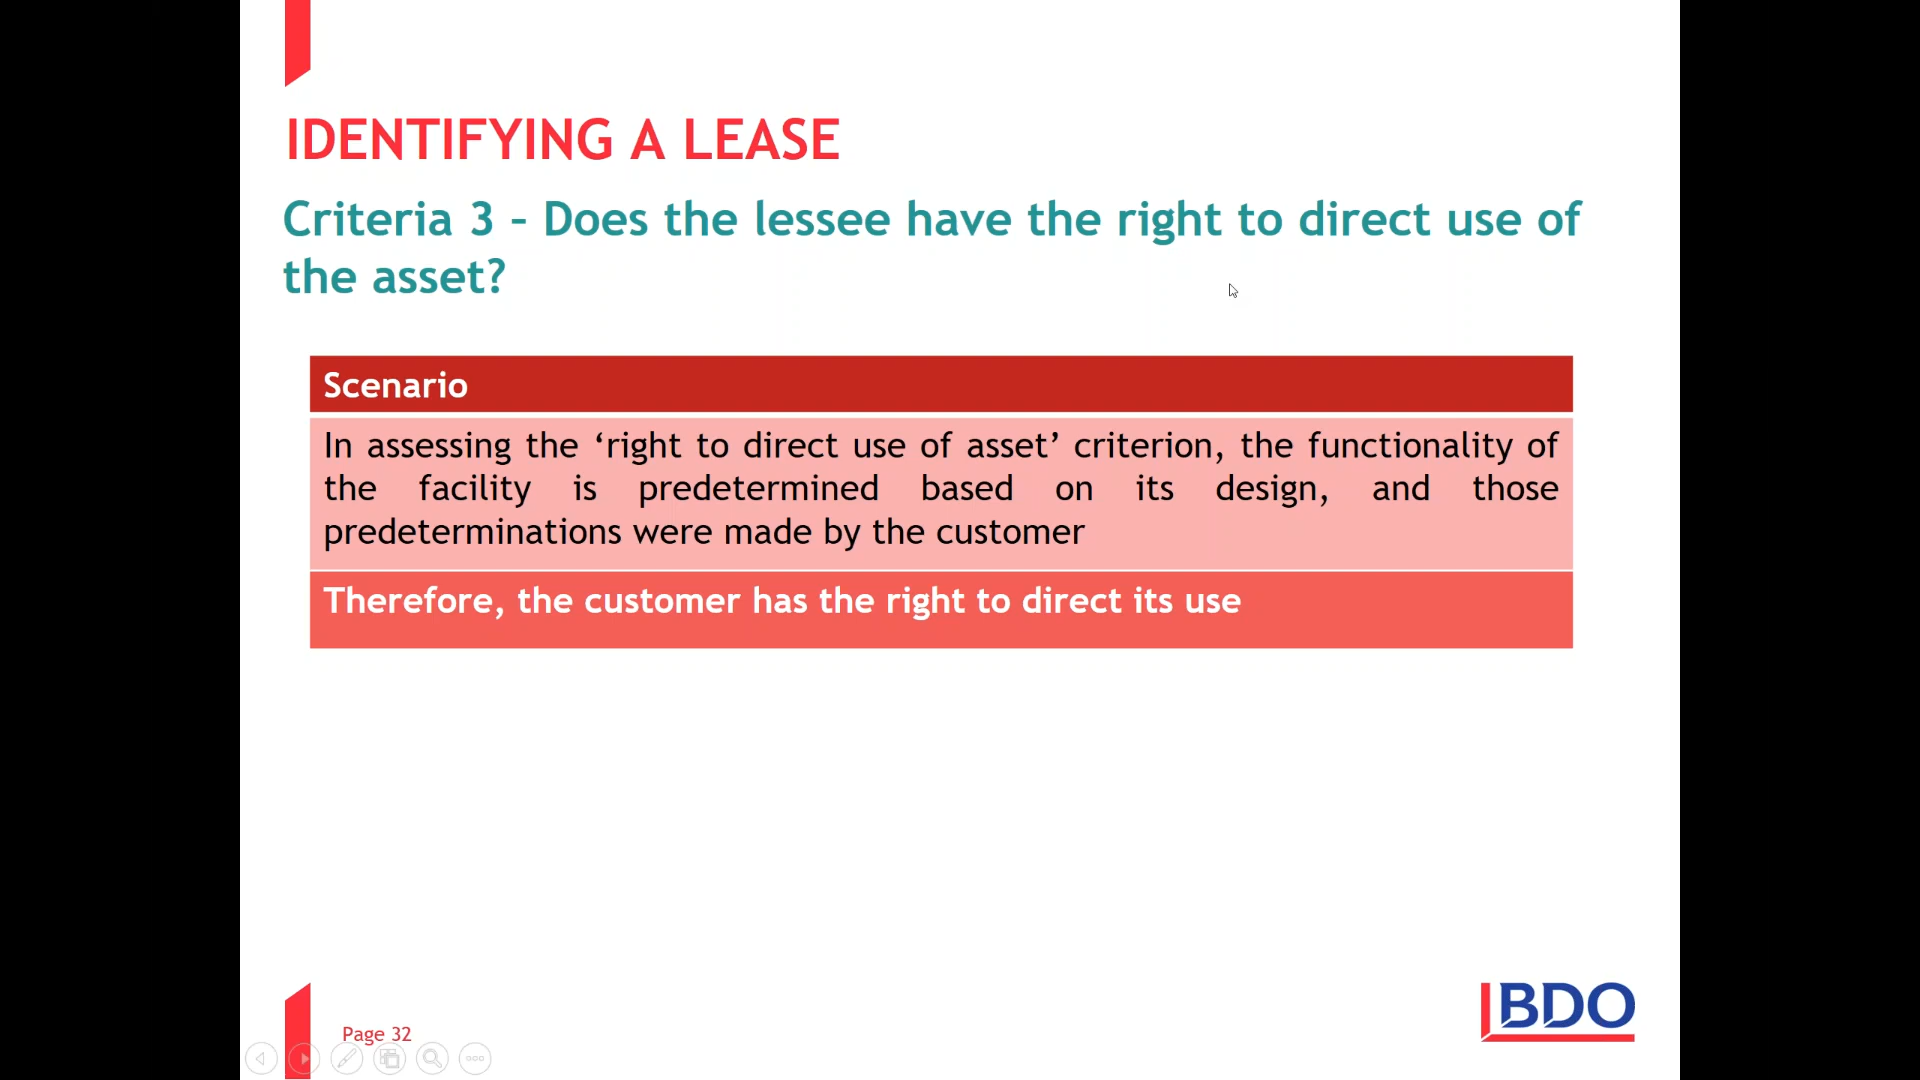 IDENTIFYING A LEASE
Criteria 3 – Does the lessee have the right to direct use of
the asset?
Scenario
In assessing the ‘right to direct use of asset’ criterion, the functionality of
the facility is predetermined based on its design, and those
predeterminations were made by the customer
Therefore, the customer has the right to direct its use
Page 32
BDO